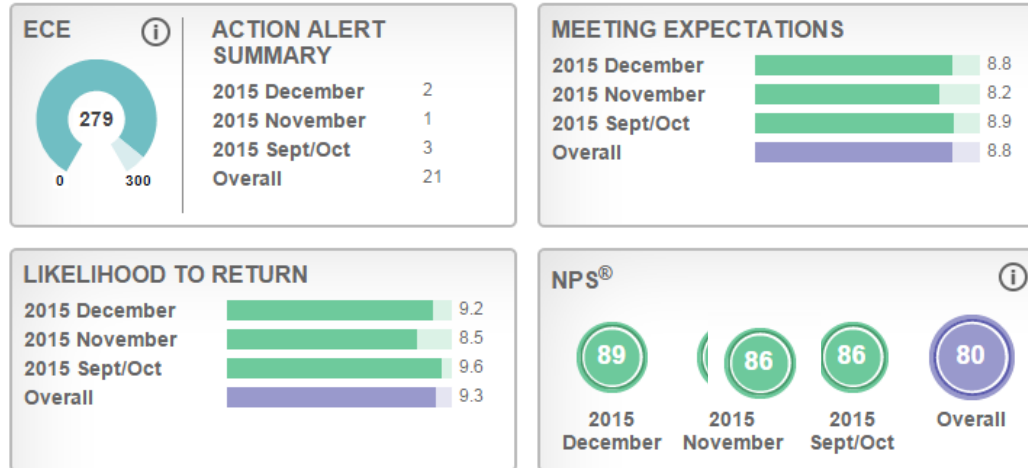 ECE
279
0 300
ACTION ALERT
SUMMARY
2015 December 2
2015 November 1
2015 Sept/Oct 3
Overall 21
MEETING EXPECTATIONS
2015 December 8.8
2015 November 8.2
2015 Sept/Oct 8.9
Overall 8.8
LIKELIHOOD TO RETURN
2015 December 9.2
2015 November 8.5
2015 Sept/Oct 9.6
Overall 9.3
NPS®
89 86 86 80
2015 2015 2015 Overall
December November Sept/Oct